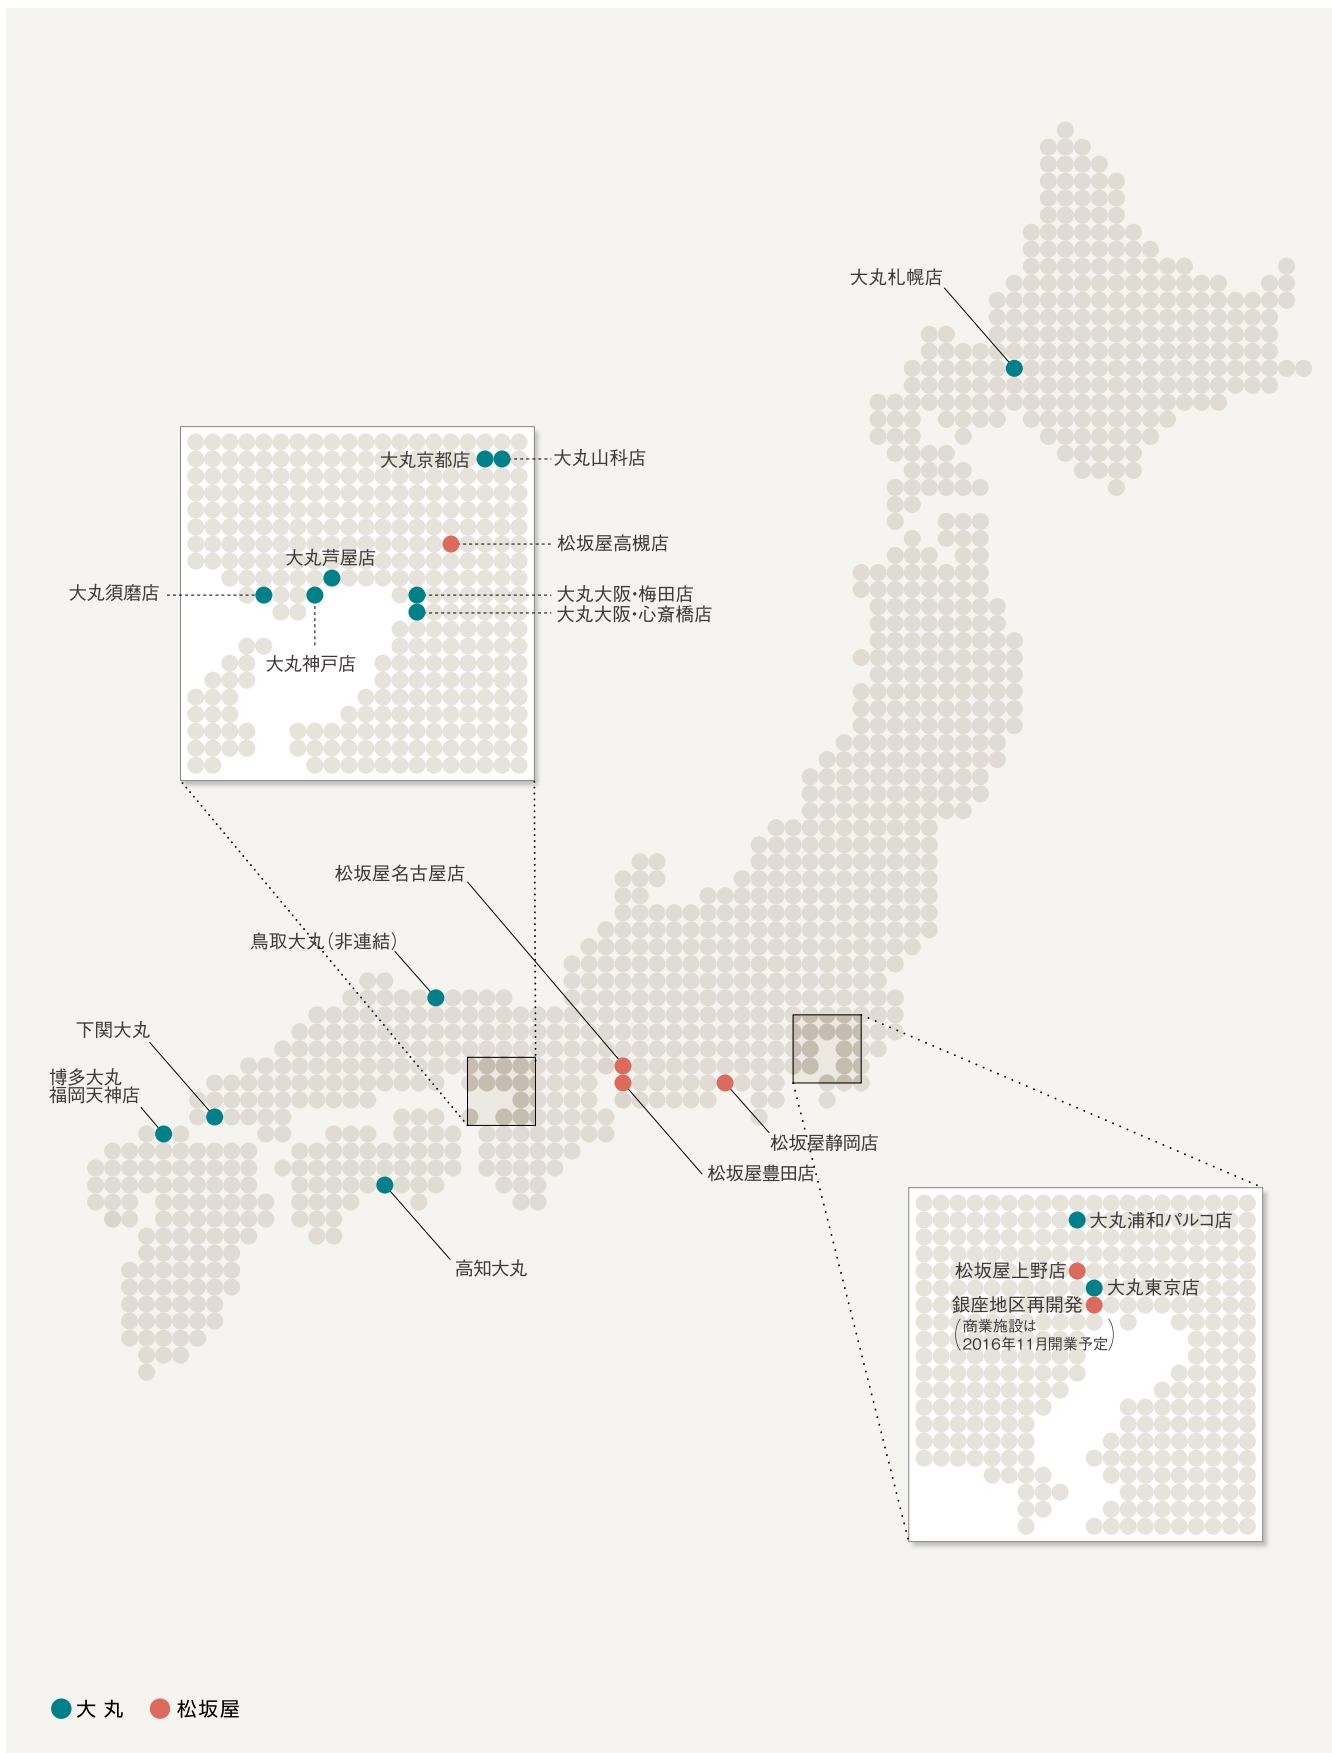 大丸札幌店
大丸京都店
大丸山科店
松坂屋高槻店
大丸芦屋店
大丸須磨店
大丸大阪・梅田店
大丸大阪・心斎橋店
大丸神戸店
松坂屋名古屋店
鳥取大丸（非連結）
下関大丸
博多大丸
福岡天神店
松坂屋静岡店
松坂屋豊田店
高知大丸
大丸浦和パルコ店
松坂屋上野店
大丸東京店
銀座地区再開発
（商業施設は
2016年11月開業予定）
大 丸
松坂屋